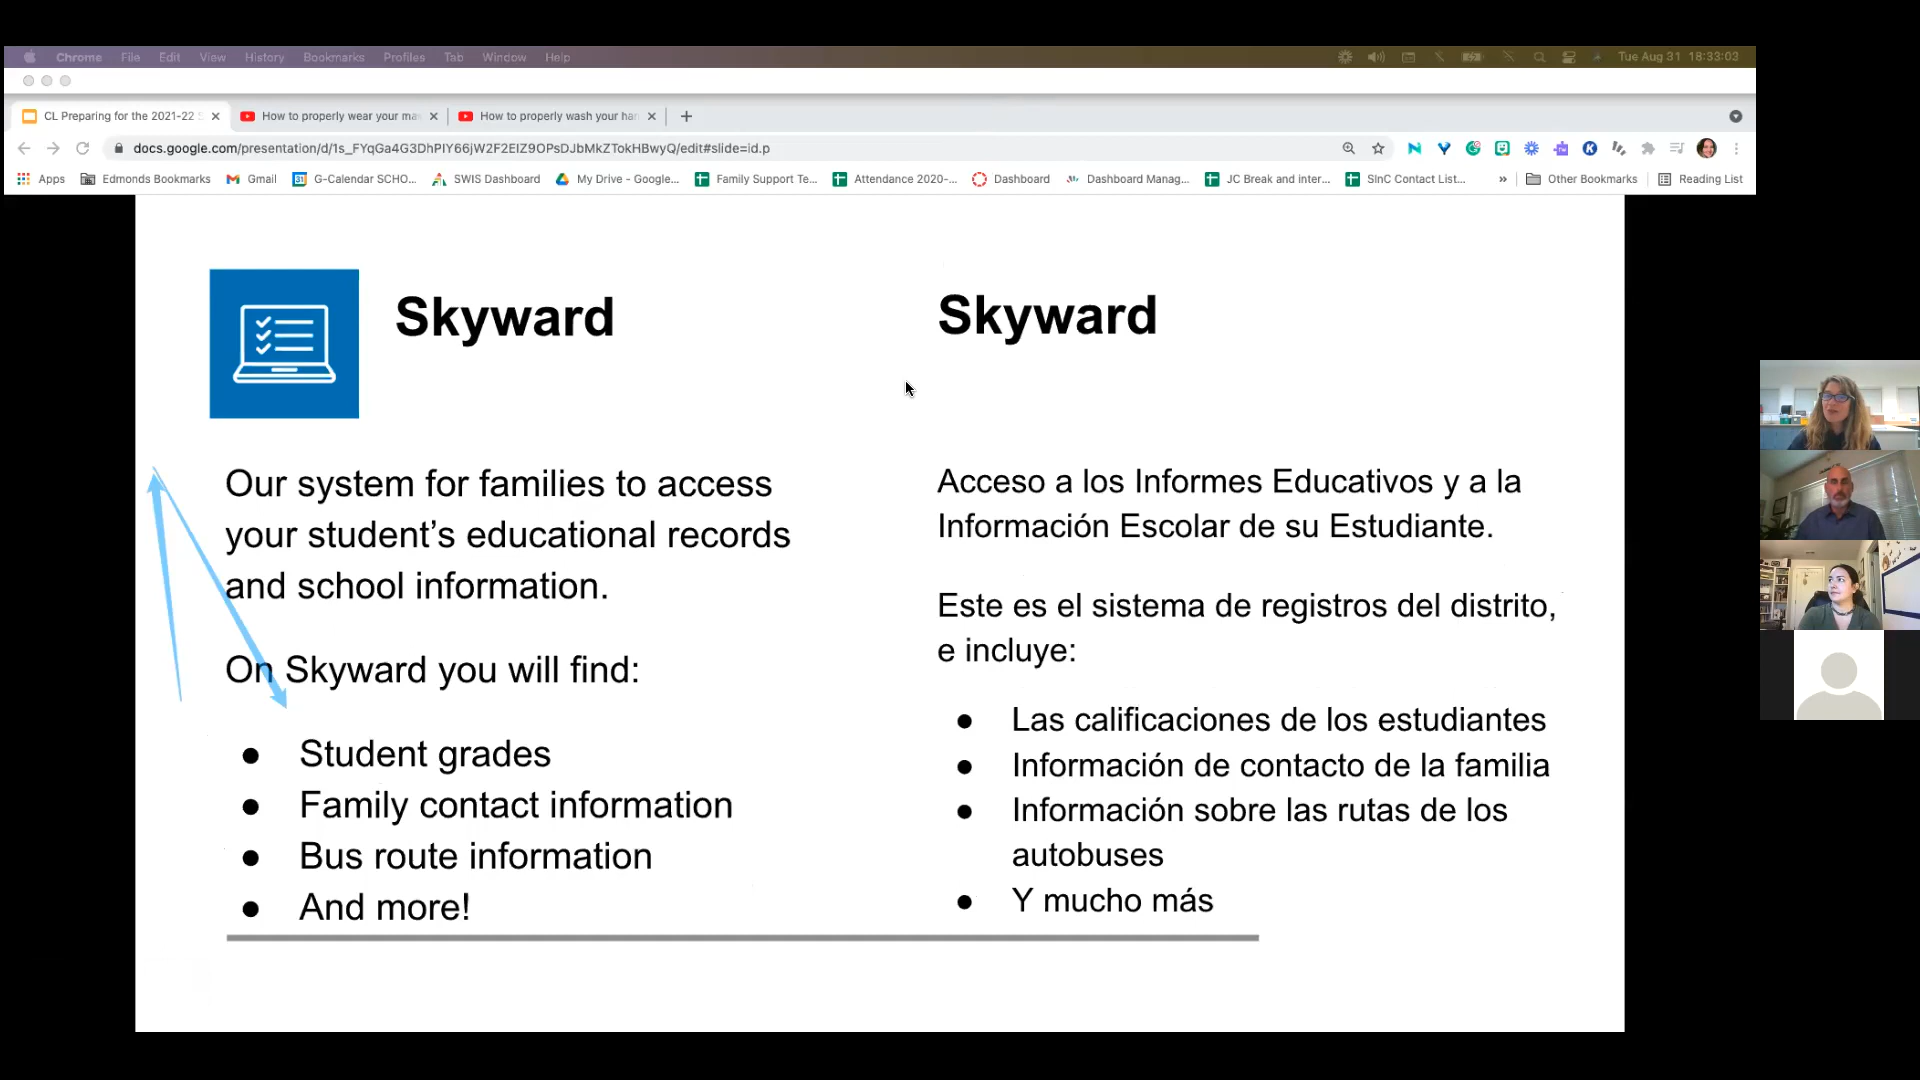 Chrome File Edit View History Bookmarks Profiles Tab Window Help Tue Aug 31 18:33:03
CL Preparing for the 2021-22 S How to properly wear your ma How to properly wash your han
docs.google.com/presentation/d/1s_FYqGa4G3DhPIY66jW2F2EIZ9OPsDJbMkZTokHBwyQ/edit#slide=id.p
Apps Edmonds Bookmarks Gmail G-Calendar SCHO... SWIS Dashboard My Drive - Google... Family Support Te... Attendance 2020-... Dashboard Dashboard Manag... JC Break and inter... SInC Contact List... » Other Bookmarks Reading List
Skyward
Our system for families to access
your student’s educational records
and school information.
On Skyward you will find:
● Student grades
● Family contact information
● Bus route information
● And more!
Skyward
Acceso a los Informes Educativos y a la
Información Escolar de su Estudiante.
Este es el sistema de registros del distrito,
e incluye:
● Las calificaciones de los estudiantes
● Información de contacto de la familia
● Información sobre las rutas de los
autobuses
● Y mucho más